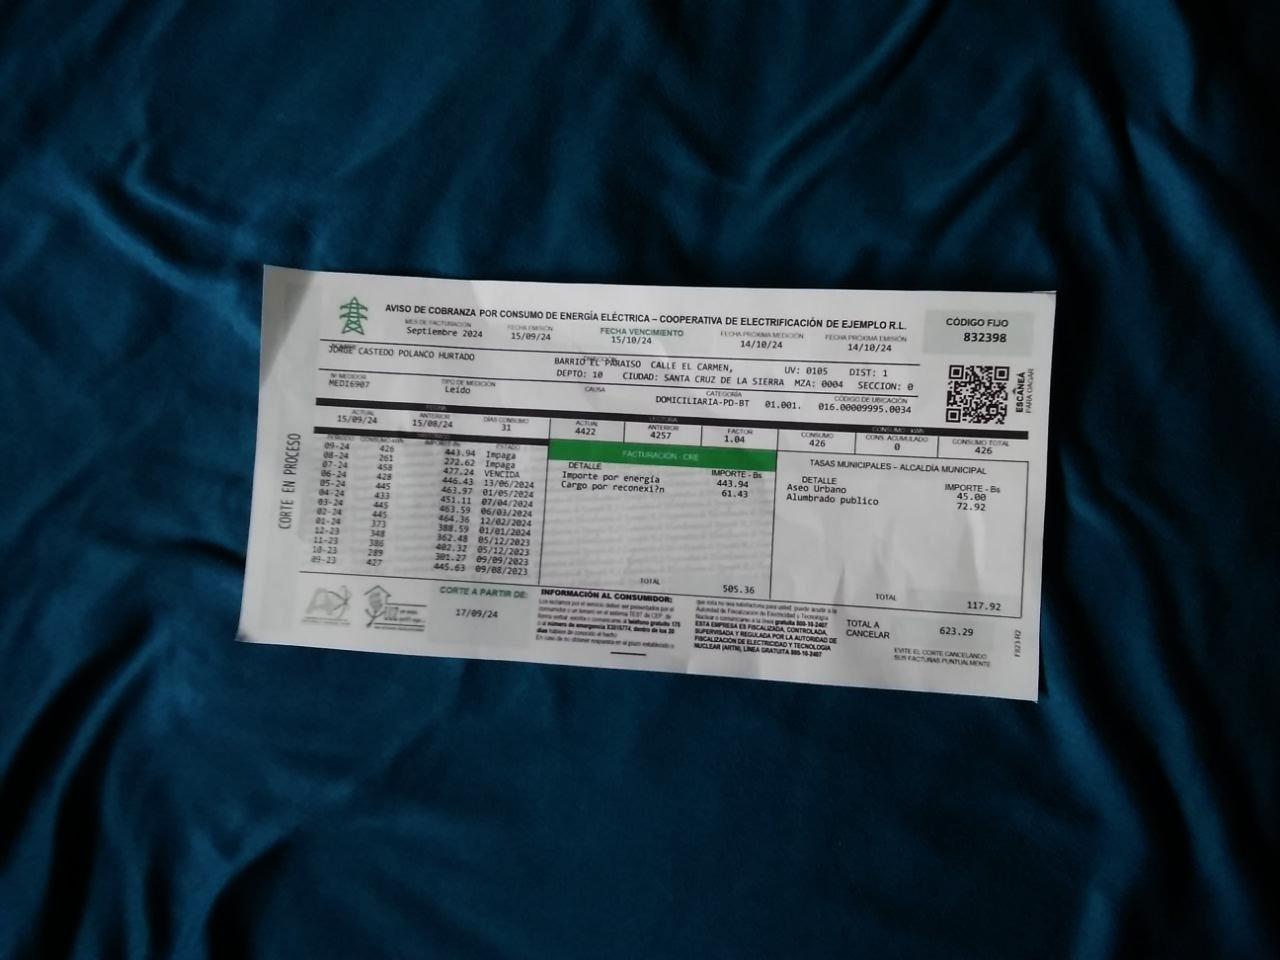 AVISO DE COBRANZA POR CONSUMO DE ENERGÍA ELÉCTRICA – COOPERATIVA DE ELECTRIFICACIÓN DE EJEMPLO R.L.
CÓDIGO FIJO
832398
MES DE FACTURACIÓN
Septiembre 2024
FECHA EMISIÓN
15/09/24
FECHA VENCIMIENTO
15/10/24
FECHA PRÓXIMA MEDICIÓN
14/10/24
FECHA PRÓXIMA EMISIÓN
14/10/24
JORGE CASTEDO POLANCO HURTADO
BARRIO EL PARAISO CALLE EL CARMEN, UV: 0105 DIST: 1
DEPTO: 10 CIUDAD: SANTA CRUZ DE LA SIERRA MZA: 0004 SECCION: 0
ESCANEA
PARA PAGAR
Nº MEDIDOR
MEDI6907
TIPO DE MEDICIÓN
Leído
CAUSA
CATEGORÍA
DOMICILIARIA-PD-BT 01.001.
CÓDIGO DE UBICACIÓN
016.00009995.0034
FECHA LECTURA CONSUMO kWh
ACTUAL
15/09/24
ANTERIOR
15/08/24
DÍAS CONSUMO
31
ACTUAL
4422
ANTERIOR
4257
FACTOR
1.04
CONSUMO
426
CONS. ACUMULADO
0
CONSUMO TOTAL
426
CORTE EN PROCESO
PERIODO CONSUMO kWh IMPORTE Bs ESTADO
09-24 426 443.94 Impaga
08-24 261 272.62 Impaga
07-24 458 477.24 VENCIDA
06-24 428 446.43 13/06/2024
05-24 445 463.97 01/05/2024
04-24 433 451.11 07/04/2024
03-24 445 463.59 06/03/2024
02-24 445 464.36 12/02/2024
01-24 373 388.59 01/01/2024
12-23 348 362.48 05/12/2023
11-23 386 402.32 05/12/2023
10-23 289 301.27 09/09/2023
09-23 427 445.63 09/08/2023
FACTURACIÓN - CRE
DETALLE IMPORTE - Bs
Importe por energía 443.94
Cargo por reconexi?n 61.43
TOTAL 505.36
TASAS MUNICIPALES – ALCALDÍA MUNICIPAL
DETALLE IMPORTE - Bs
Aseo Urbano 45.00
Alumbrado publico 72.92
TOTAL 117.92
CORTE A PARTIR DE:
17/09/24
INFORMACIÓN AL CONSUMIDOR:
Los reclamos por el servicio deben ser presentados por el
consumidor o un tercero en el sistema
o al número de emergencia dentro de los 20
días habiles de conocido el hecho
En caso de no obtener respuesta en el plazo establecido o
que esta no sea satisfactoria para usted, puede acudir a la
Autoridad de Fiscalización de Electricidad y Tecnología
Nuclear o comunicarse a la línea gratuita 800-10-2407
ESTA EMPRESA ES FISCALIZADA, CONTROLADA,
SUPERVISADA Y REGULADA POR LA AUTORIDAD DE
FISCALIZACIÓN DE ELECTRICIDAD Y TECNOLOGÍA
NUCLEAR (AETN), LÍNEA GRATUITA 800-10-2407
TOTAL A
CANCELAR
623.29
EVITE EL CORTE CANCELANDO
SUS FACTURAS PUNTUALMENTE